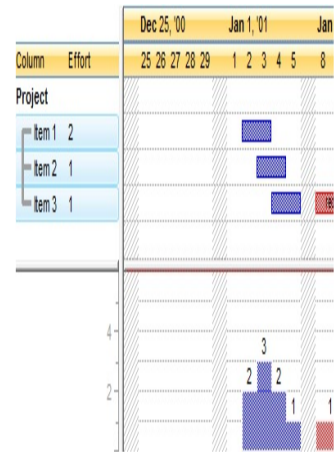 Dec 25, '00 Jan 1, '01 Jan
Column Effort 25 26 27 28 29 1 2 3 4 5 8
Project
Item 1 2
Item 2 1
Item 3 1
4
3
2 2 2
1 1